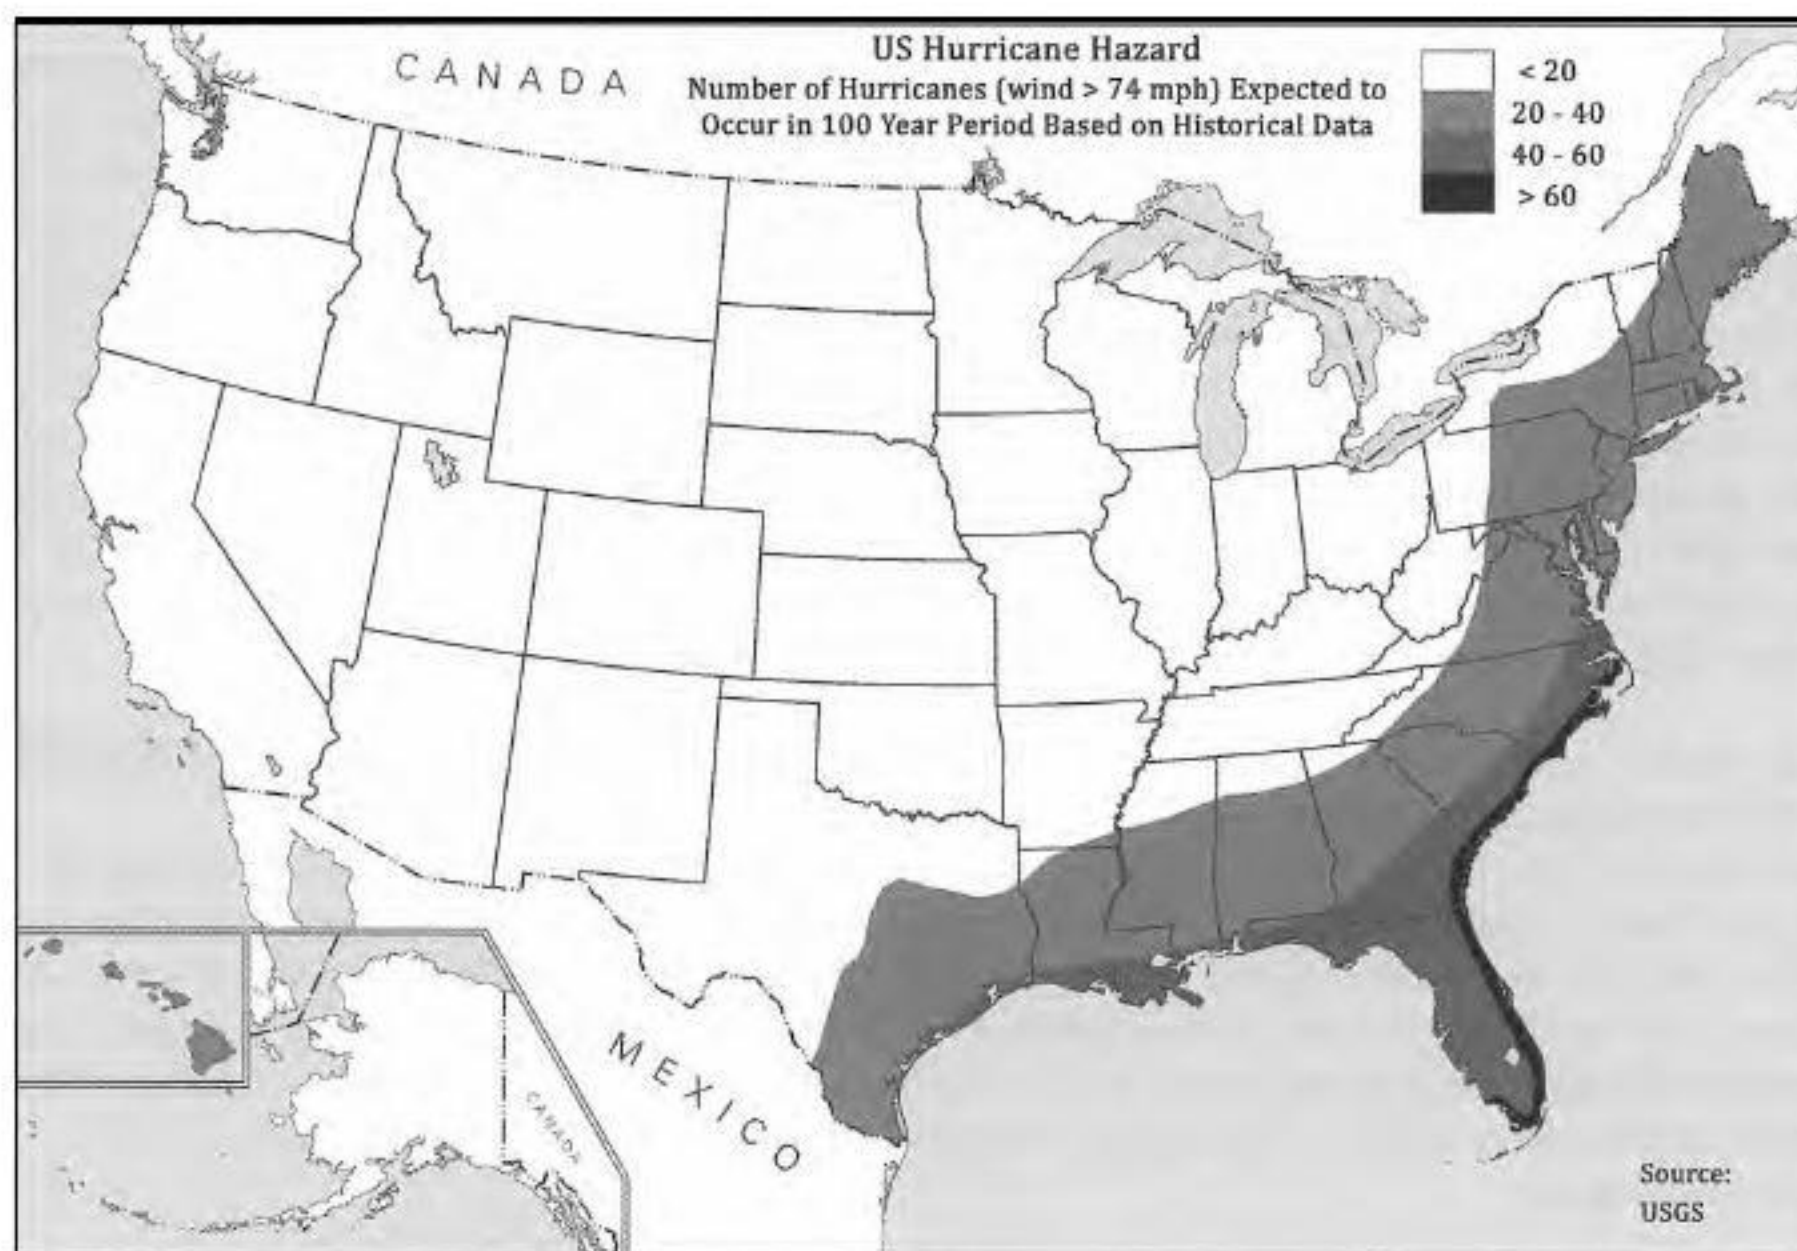 CANADA
US Hurricane Hazard
Number of Hurricanes (wind > 74 mph) Expected to
Occur in 100 Year Period Based on Historical Data
< 20
20 - 40
40 - 60
> 60
MEXICO
CANADA
Source:
USGS